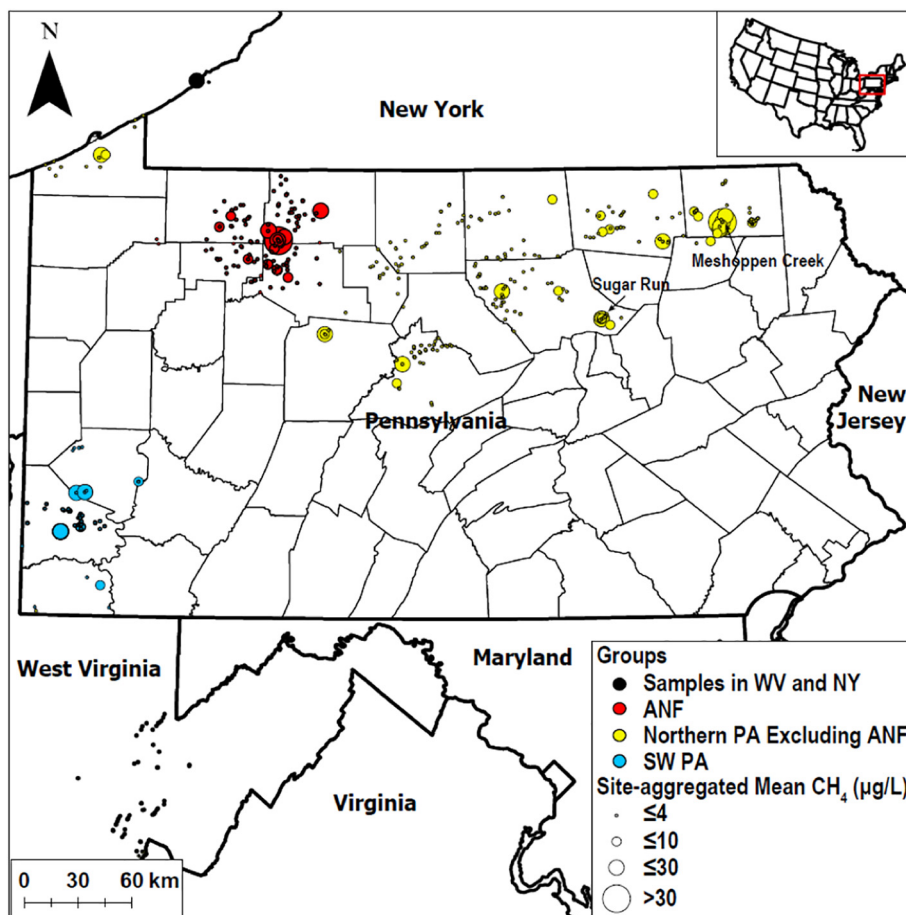 N
New York
Meshoppen Creek
Sugar Run
Pennsylvania
New
Jersey
West Virginia
Maryland
Virginia
0 30 60 km
Groups
Samples in WV and NY
ANF
Northern PA Excluding ANF
SW PA
Site-aggregated Mean CH₄ (µg/L)
≤4
≤10
≤30
>30